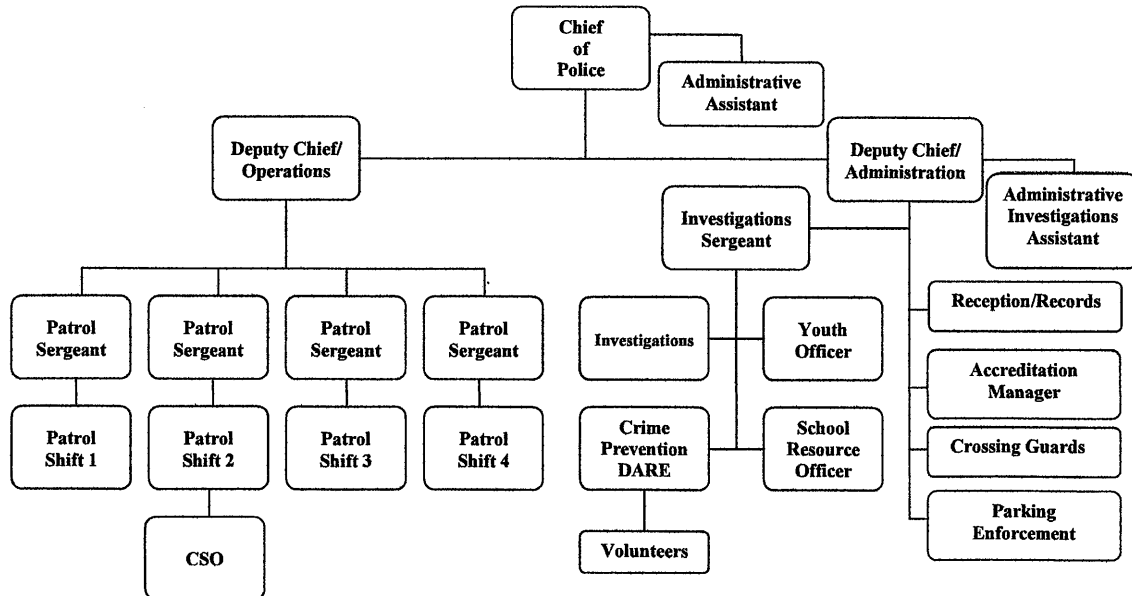 Chief
of
Police
Administrative
Assistant
Deputy Chief/
Operations
Deputy Chief/
Administration
Administrative
Investigations
Assistant
Investigations
Sergeant
Patrol
Sergeant
Patrol
Sergeant
Patrol
Sergeant
Patrol
Sergeant
Investigations
Youth
Officer
Reception/Records
Accreditation
Manager
Patrol
Shift 1
Patrol
Shift 2
Patrol
Shift 3
Patrol
Shift 4
Crime
Prevention
DARE
School
Resource
Officer
Crossing Guards
Parking
Enforcement
CSO
Volunteers